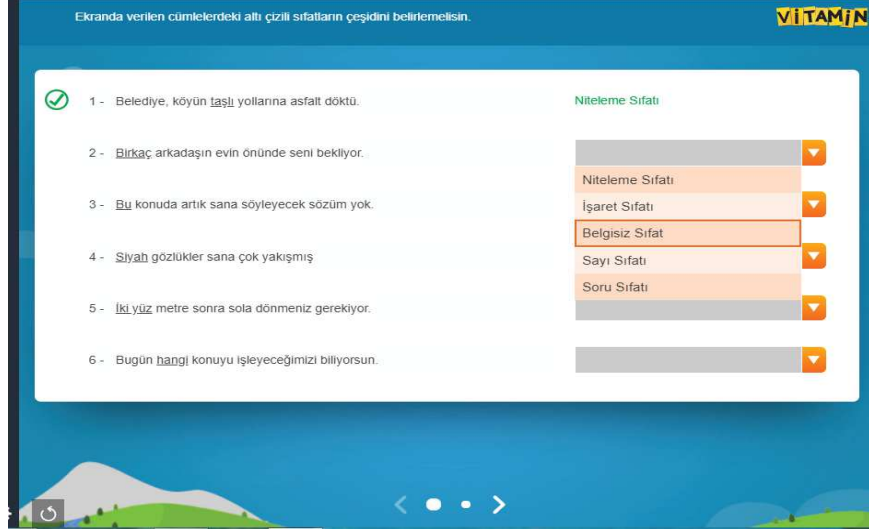 Ekranda verilen cümlelerdeki altı çizili sıfatların çeşidini belirlemelisin.
VİTAMİN
1 - Belediye, köyün taşlı yollarına asfalt döktü.
Niteleme Sıfatı
2 - Birkaç arkadaşın evin önünde seni bekliyor.
Niteleme Sıfatı
3 - Bu konuda artık sana söyleyecek sözüm yok.
İşaret Sıfatı
Belgisiz Sıfat
4 - Siyah gözlükler sana çok yakışmış
Sayı Sıfatı
Soru Sıfatı
5 - İki yüz metre sonra sola dönmeniz gerekiyor.
6 - Bugün hangi konuyu işleyeceğimizi biliyorsun.